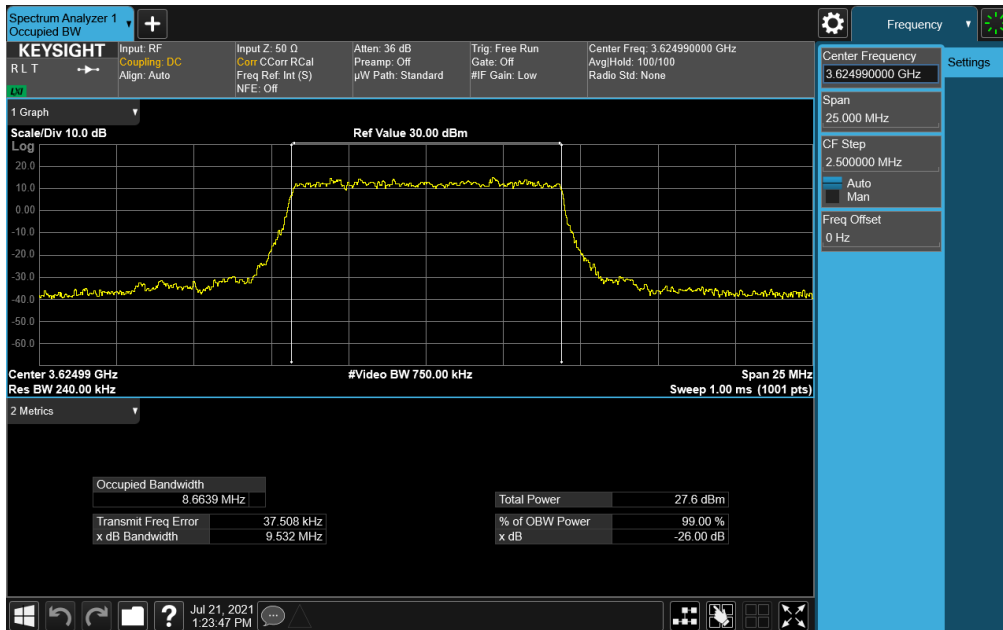 Spectrum Analyzer 1
Occupied BW
Frequency
KEYSIGHT
R L T
LXI
Input: RF
Coupling: DC
Align: Auto
Input Z: 50 Ω
Corr CCorr RCal
Freq Ref: Int (S)
NFE: Off
Atten: 36 dB
Preamp: Off
µW Path: Standard
Trig: Free Run
Gate: Off
#IF Gain: Low
Center Freq: 3.624990000 GHz
Avg|Hold: 100/100
Radio Std: None
Center Frequency
3.624990000 GHz
Settings
Span
25.000 MHz
CF Step
2.500000 MHz
Auto
Man
Freq Offset
0 Hz
1 Graph
Scale/Div 10.0 dB
Ref Value 30.00 dBm
Log
20.0
10.0
0.00
-10.0
-20.0
-30.0
-40.0
-50.0
-60.0
Center 3.62499 GHz
#Video BW 750.00 kHz
Span 25 MHz
Res BW 240.00 kHz
Sweep 1.00 ms (1001 pts)
2 Metrics
Occupied Bandwidth
8.6639 MHz
Total Power 27.6 dBm
Transmit Freq Error 37.508 kHz
% of OBW Power 99.00 %
x dB Bandwidth 9.532 MHz
x dB -26.00 dB
Jul 21, 2021
1:23:47 PM